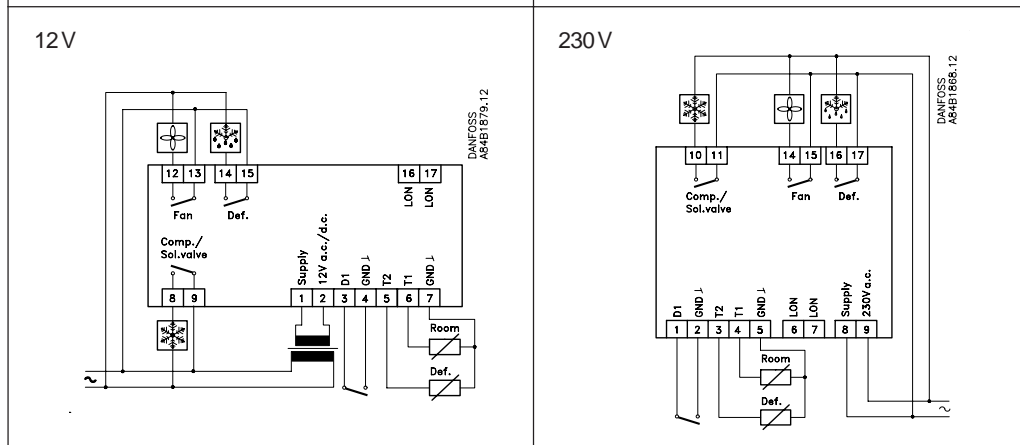 12V
230V
DANFOSS
A84B1879.12
12 13 14 15 16 17
LON
LON
Fan
Def.
Comp./
Sol.valve
Supply
12V a.c./d.c.
D1
GND
T2
T1
GND
8 9 1 2 3 4 5 6 7
Room
Def.
~
DANFOSS
A84B1868.12
10 11 14 15 16 17
Comp./
Sol.valve
Fan
Def.
D1
GND
T2
T1
GND
LON
LON
Supply
230V a.c.
1 2 3 4 5 6 7 8 9
Room
Def.
~